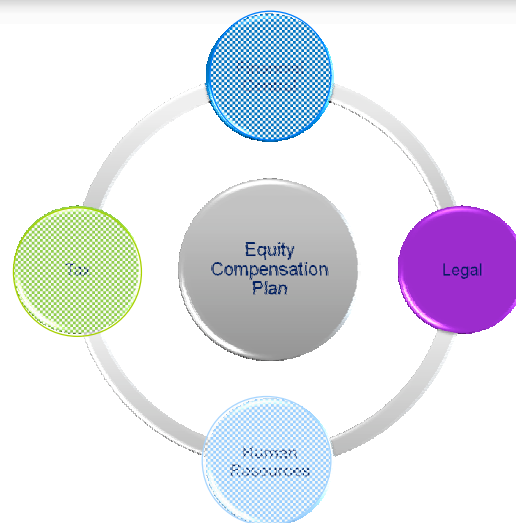 Equity
Compensation
Plan
Tax
Legal
Human
Resources